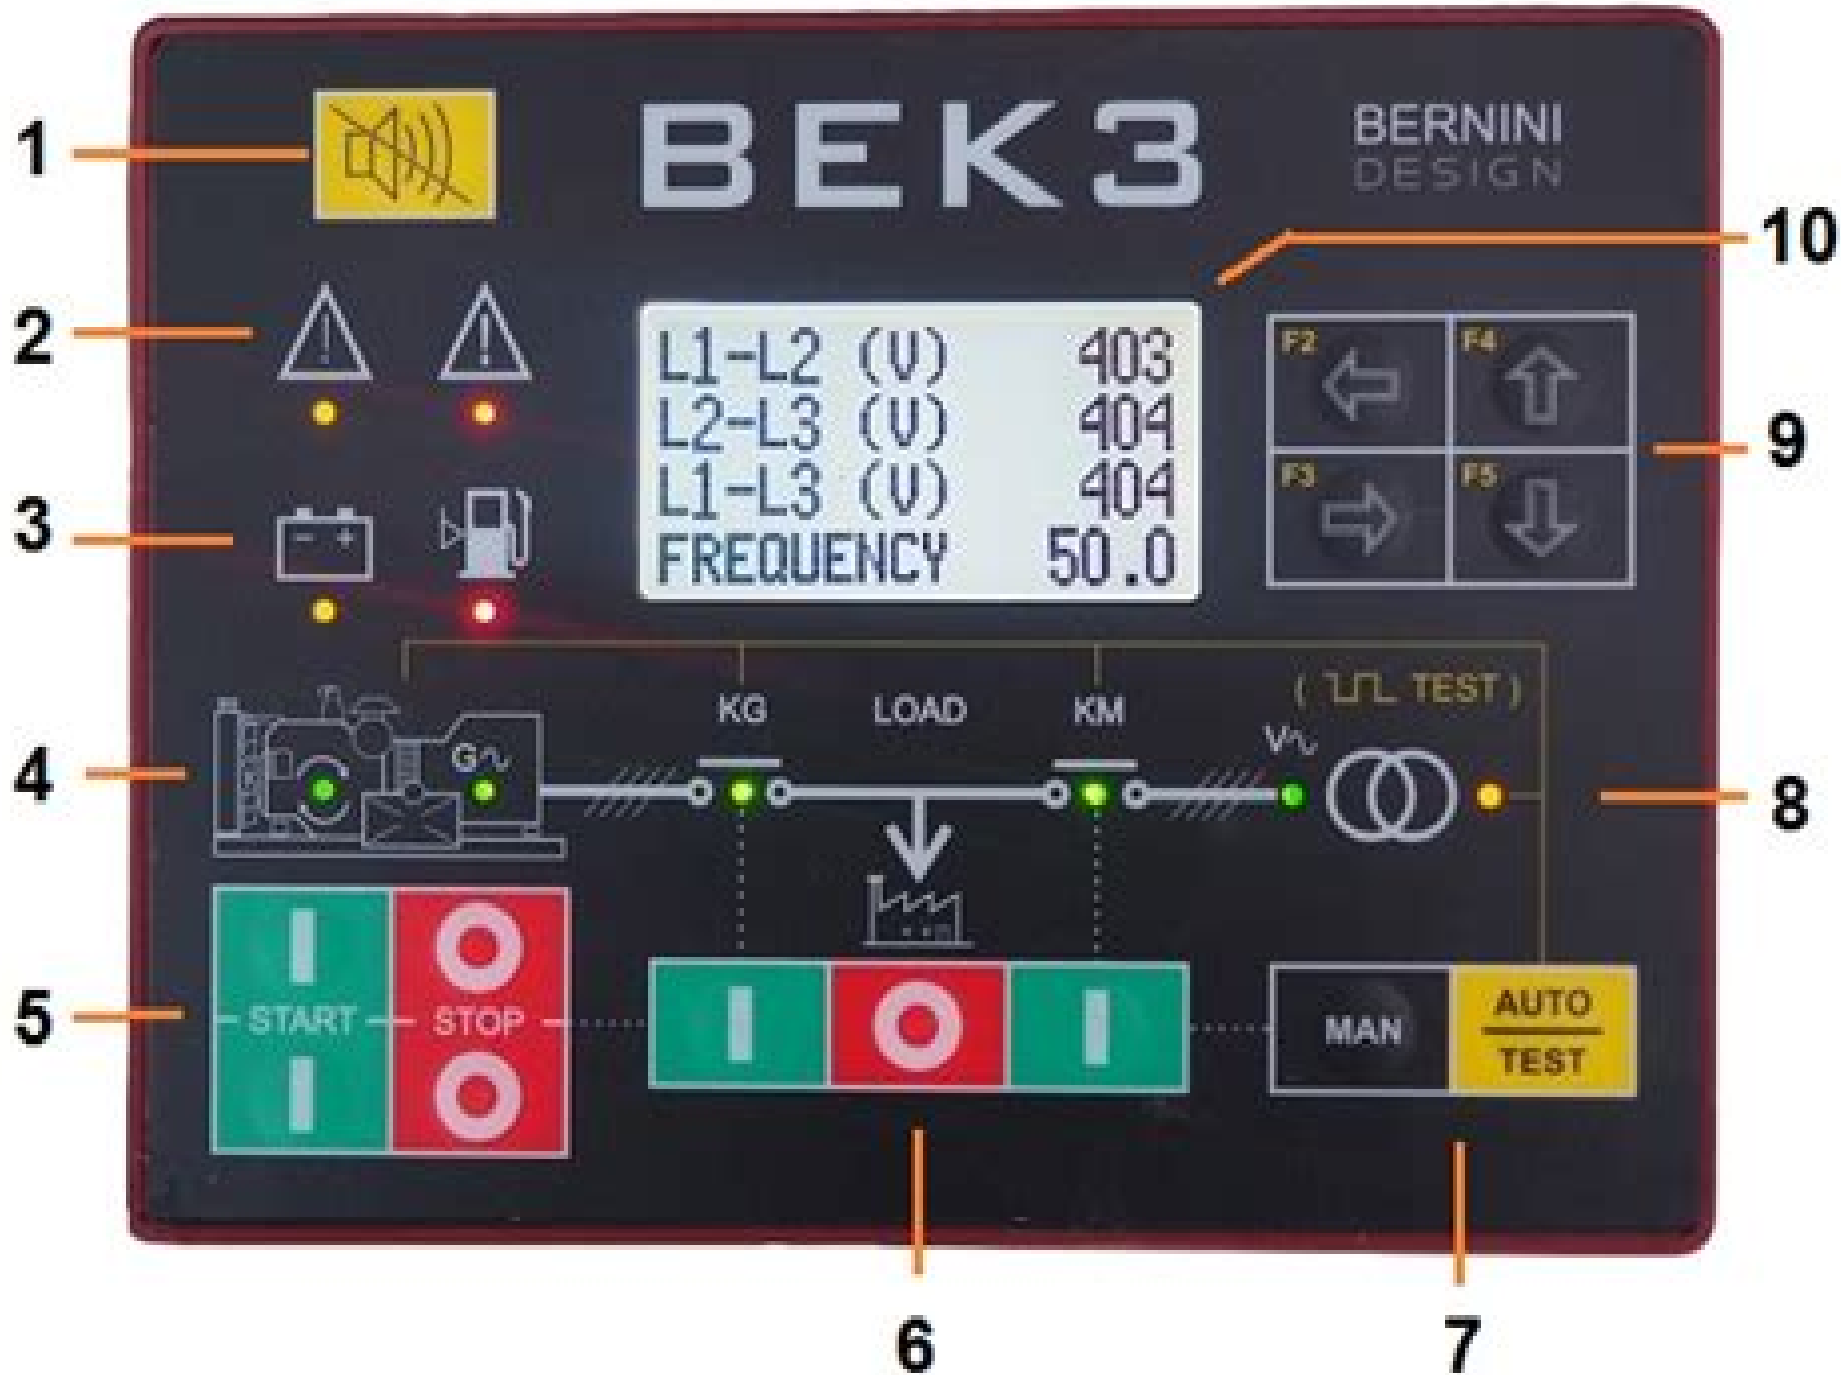 BEK3
BERNINI
DESIGN
1
10
2
L1-L2 (V) 403
L2-L3 (V) 404
L1-L3 (V) 404
FREQUENCY 50.0
F2
F4
F3
F5
9
3
KG
LOAD
KM
( TEST )
4
G
V
8
5
START
STOP
MAN
AUTO
TEST
6
7